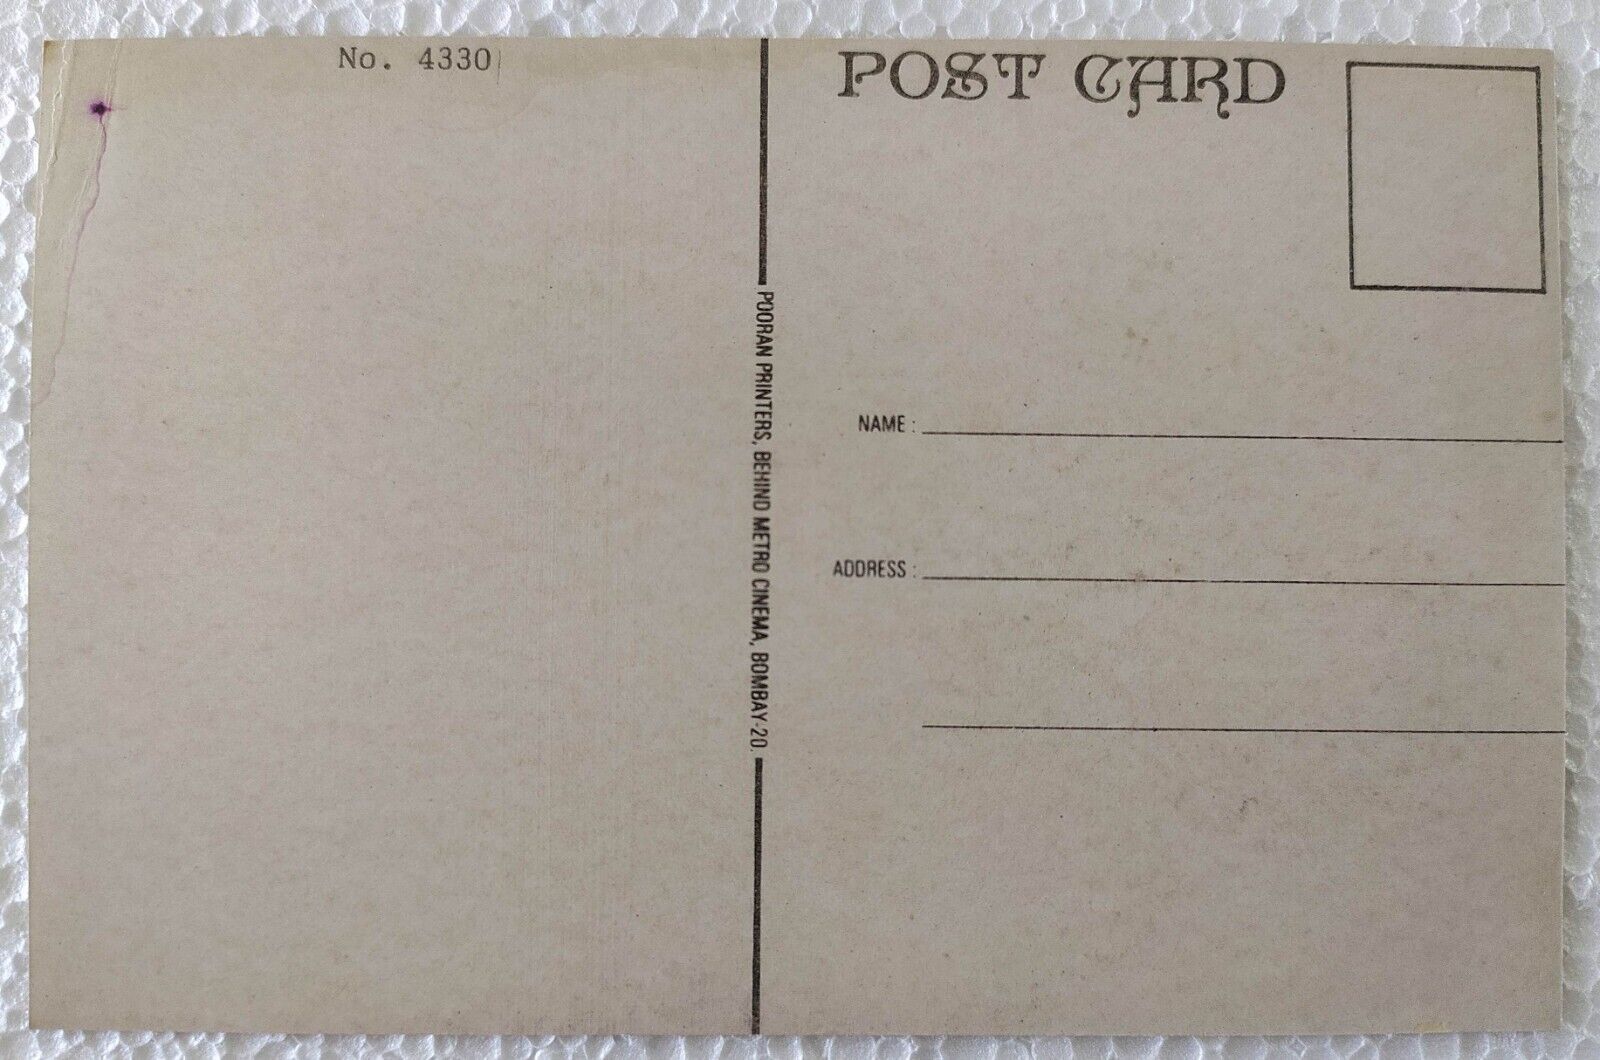 No. 4330
POST CARD
POORAN PRINTERS, BEHIND METRO CINEMA, BOMBAY-20.
NAME :
ADDRESS :